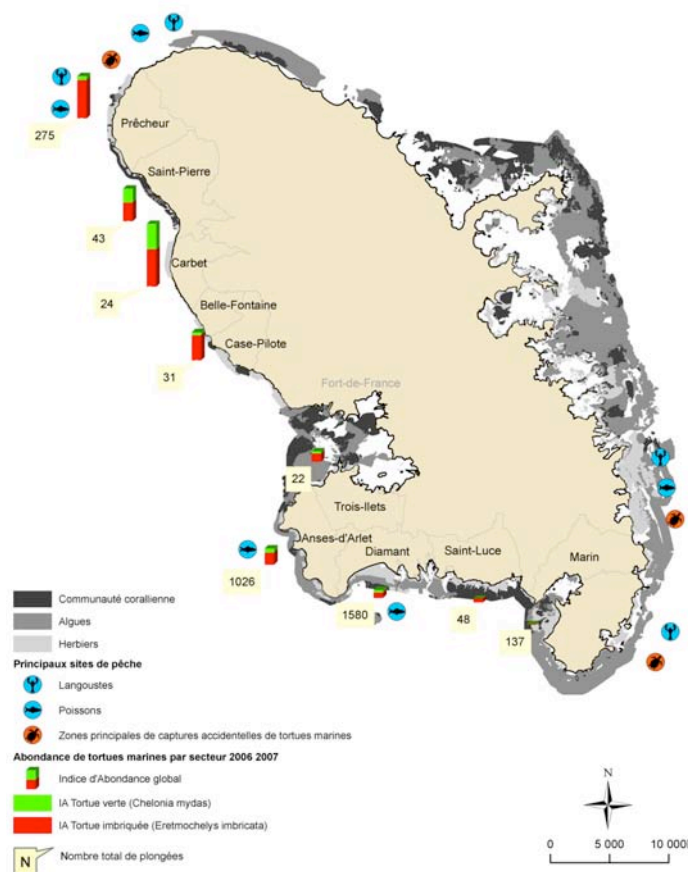 Prêcheur
275
Saint-Pierre
43
Carbet
24
Belle-Fontaine
Case-Pilote
31
Fort-de-France
22
Trois-Ilets
Anses-d'Arlet
Diamant
Saint-Luce
Marin
1026
1580
48
137
Communauté corallienne
Algues
Herbiers
Principaux sites de pêche
Langoustes
Poissons
Zones principales de captures accidentelles de tortues marines
Abondance de tortues marines par secteur 2006 2007
Indice d'Abondance global
IA Tortue verte (Chelonia mydas)
IA Tortue imbriquée (Eretmochelys imbricata)
N Nombre total de plongées
N
0 5 000 10 000